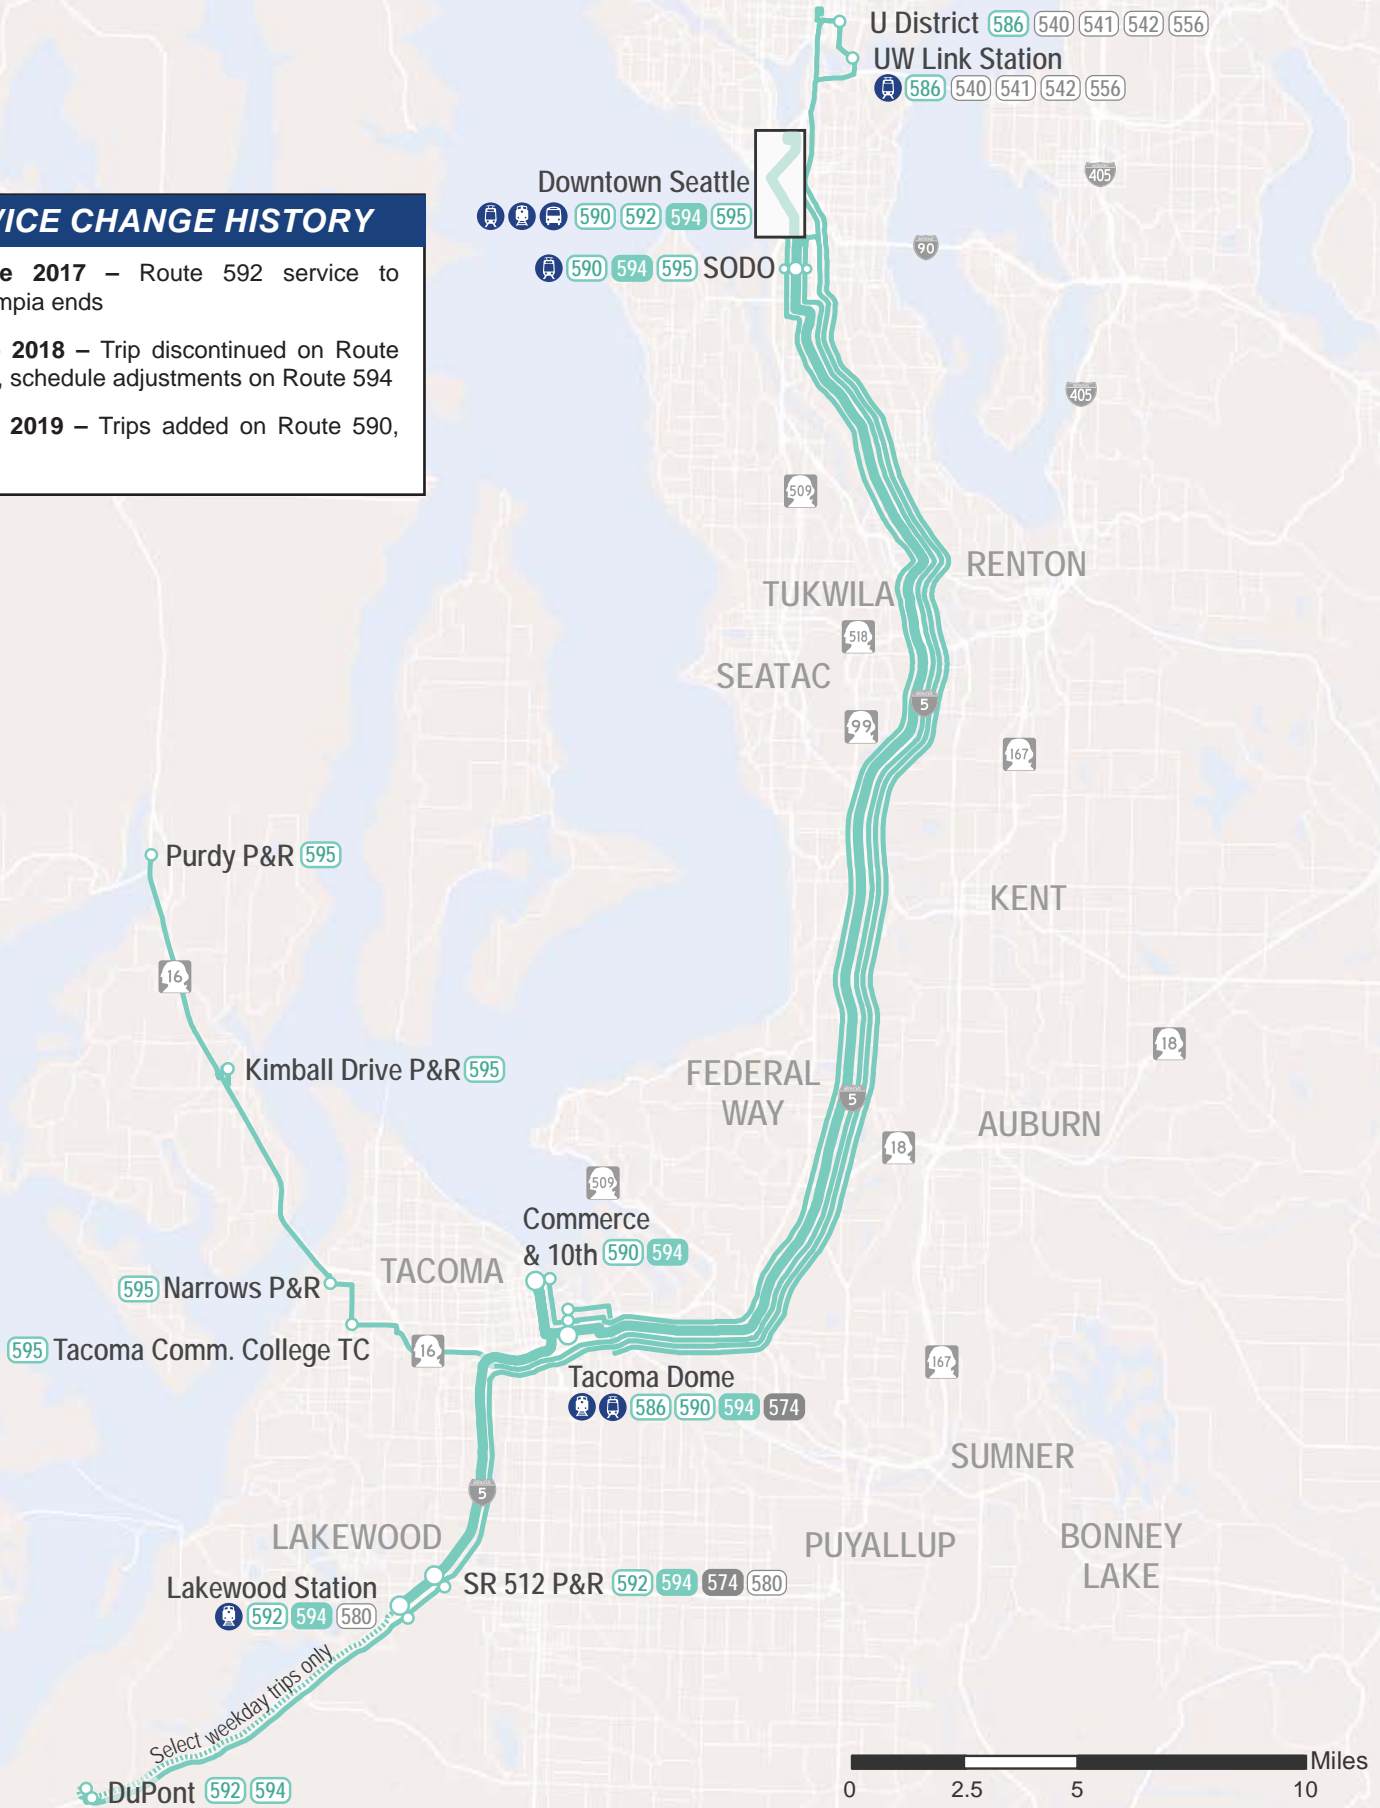 U District 586 540 541 542 556
UW Link Station
586 540 541 542 556
405
Downtown Seattle
590 592 594 595
90
590 594 595 SODO
VICE CHANGE HISTORY
e 2017 – Route 592 service to
mpia ends
2018 – Trip discontinued on Route
, schedule adjustments on Route 594
2019 – Trips added on Route 590,
405
509
RENTON
TUKWILA
518
SEATAC
5
99
167
Purdy P&R 595
KENT
16
18
Kimball Drive P&R 595
FEDERAL
WAY
5
AUBURN
18
509
Commerce
& 10th 590 594
TACOMA
595 Narrows P&R
595 Tacoma Comm. College TC
16
167
Tacoma Dome
586 590 594 574
SUMNER
5
LAKEWOOD
PUYALLUP
BONNEY
LAKE
SR 512 P&R 592 594 574 580
Lakewood Station
592 594 580
Select weekday trips only
DuPont 592 594
Miles
0 2.5 5 10